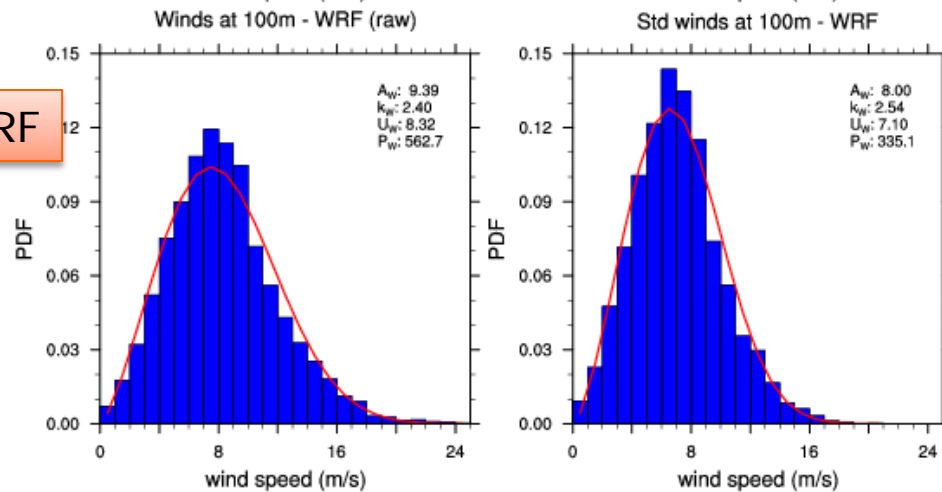 Winds at 100m - WRF (raw)
0.15
12
0.09
0.06
0.03
0.00
PDF
A_W: 9.39
k_W: 2.40
U_W: 8.32
P_W: 562.7
0
8
16
24
wind speed (m/s)
RF
Std winds at 100m - WRF
0.15
0.12
0.09
0.06
0.03
0.00
PDF
A_W: 8.00
k_W: 2.54
U_W: 7.10
P_W: 335.1
0
8
16
24
wind speed (m/s)